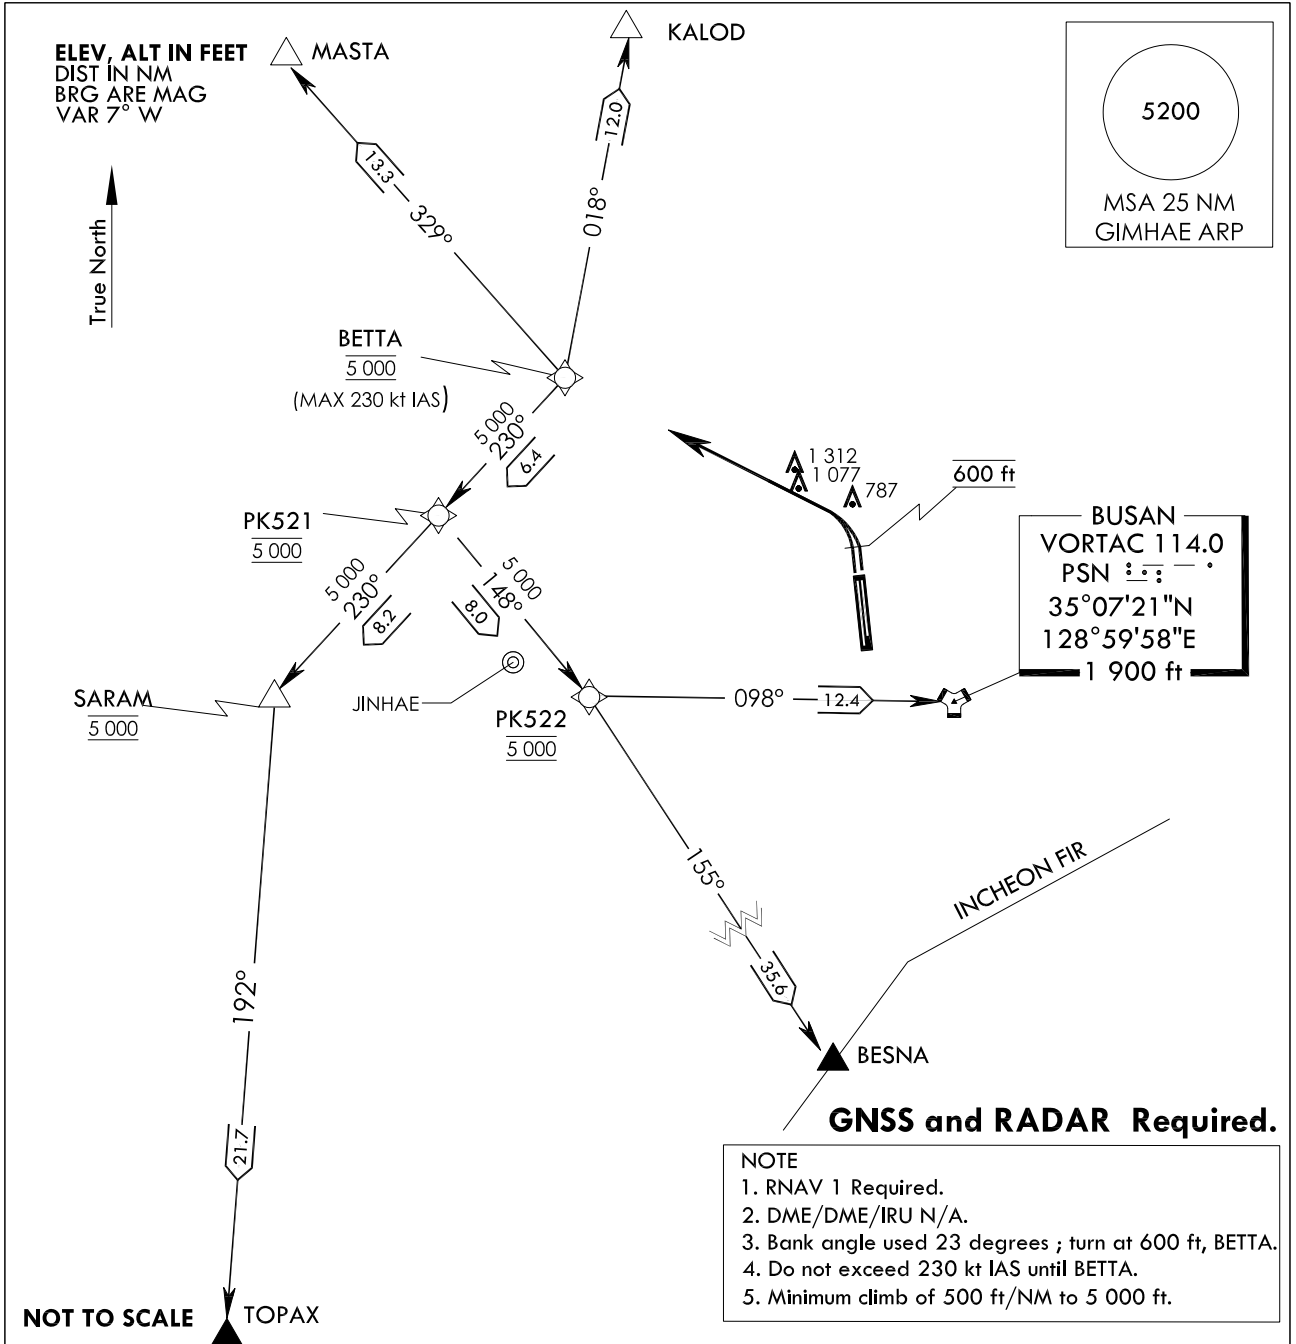 ELEV, ALT IN FEET
DIST IN NM
BRG ARE MAG
VAR 7° W
True North
MASTA
KALOD
5200
MSA 25 NM
GIMHAE ARP
13.3
329°
12.0
018°
BETTA
5 000
(MAX 230 kt IAS)
5 000
230°
6.4
1 312
1 077
787
600 ft
PK521
5 000
BUSAN
VORTAC 114.0
PSN
35°07'21"N
128°59'58"E
1 900 ft
5 000
230°
8.2
5 000
148°
8.0
SARAM
5 000
JINHAE
PK522
5 000
098°
12.4
155°
35.6
INCHEON FIR
BESNA
192°
21.7
GNSS and RADAR Required.
NOTE
1. RNAV 1 Required.
2. DME/DME/IRU N/A.
3. Bank angle used 23 degrees ; turn at 600 ft, BETTA.
4. Do not exceed 230 kt IAS until BETTA.
5. Minimum climb of 500 ft/NM to 5 000 ft.
NOT TO SCALE
TOPAX